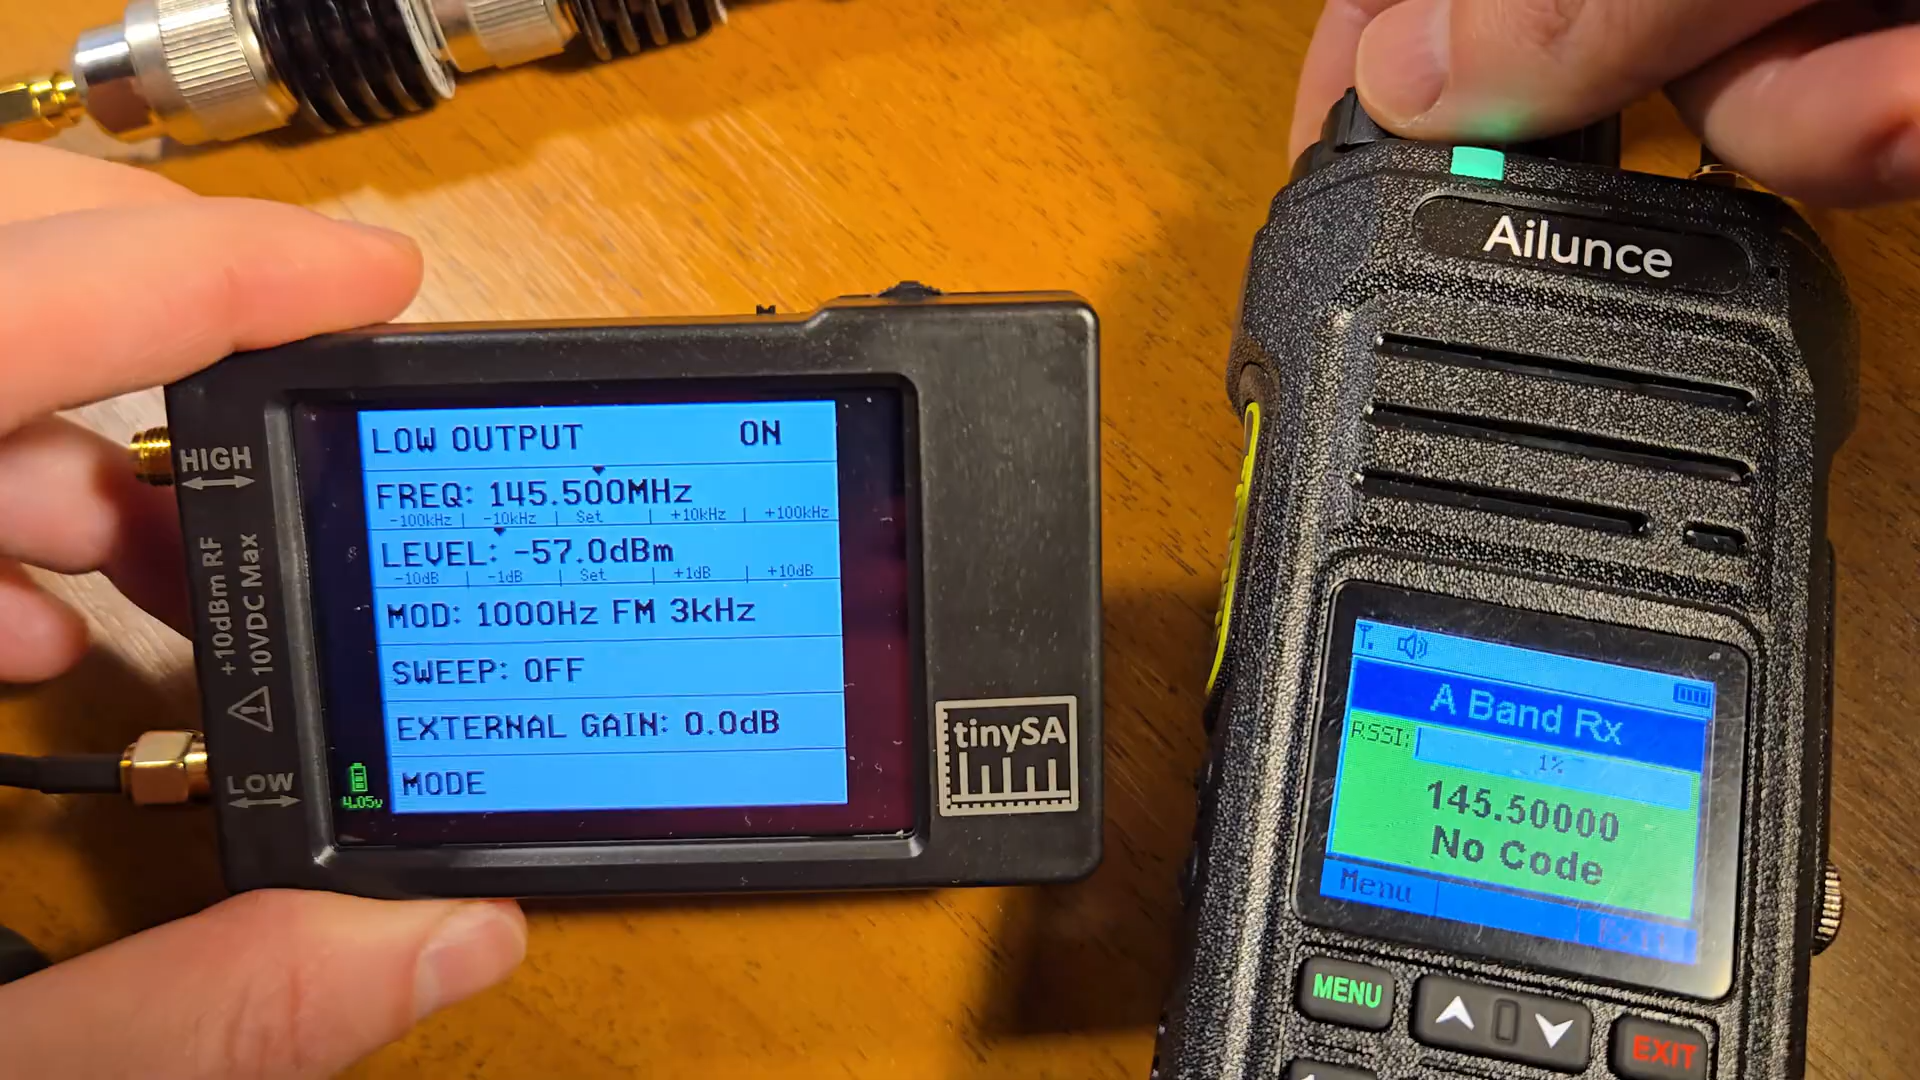 HIGH
+10dBm RF
10VDC Max
LOW
LOW OUTPUT ON
FREQ: 145.500MHz
-100kHz | -10kHz | Set | +10kHz | +100kHz
LEVEL: -57.0dBm
-10dB | -1dB | Set | +1dB | +10dB
MOD: 1000Hz FM 3kHz
SWEEP: OFF
EXTERNAL GAIN: 0.0dB
MODE
4.05v
tinySA
Ailunce
A Band Rx
RSSI:
1%
145.50000
No Code
Menu
Exit
MENU
EXIT